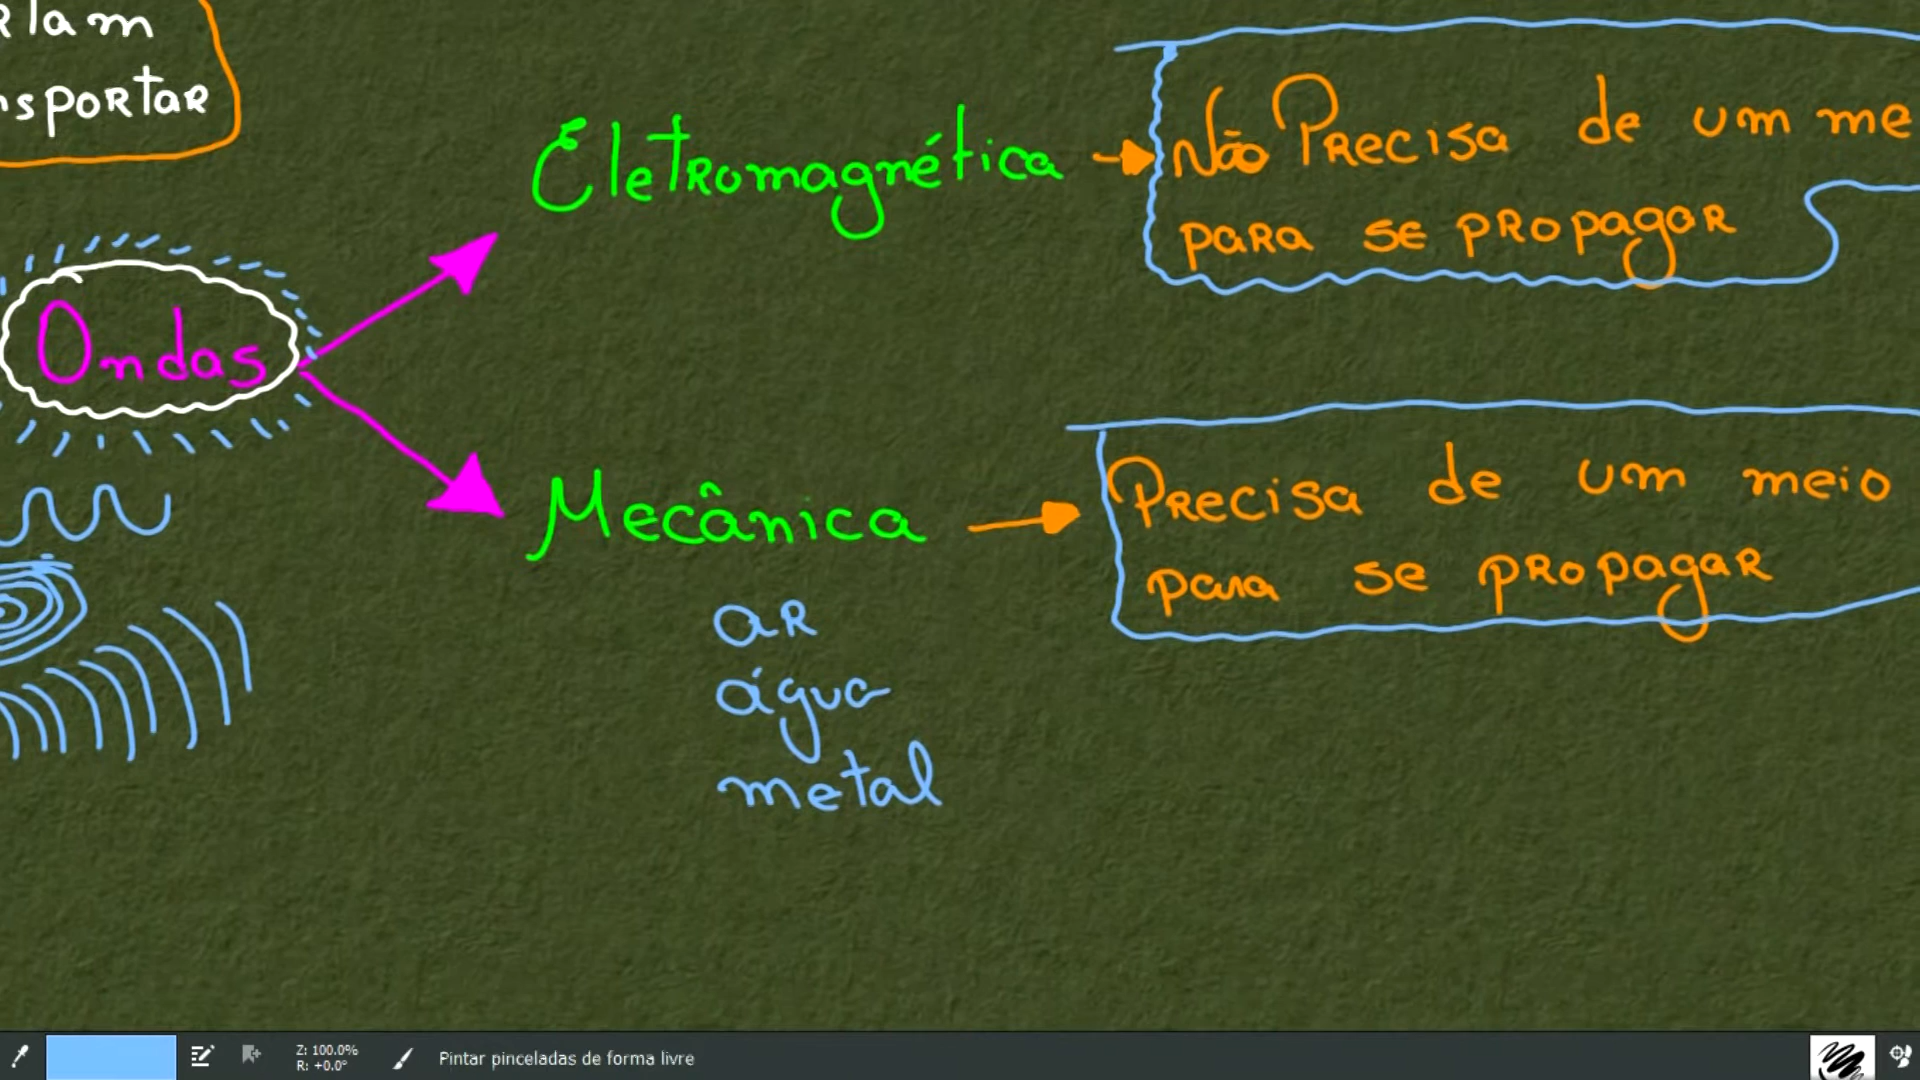 nsportar
Eletromagnética
Não Precisa de um me
para se propagar
Ondas
Mecânica
Precisa de um meio
para se propagar
ar
água
metal
Z: 100.0%
R: +0.0°
Pintar pinceladas de forma livre